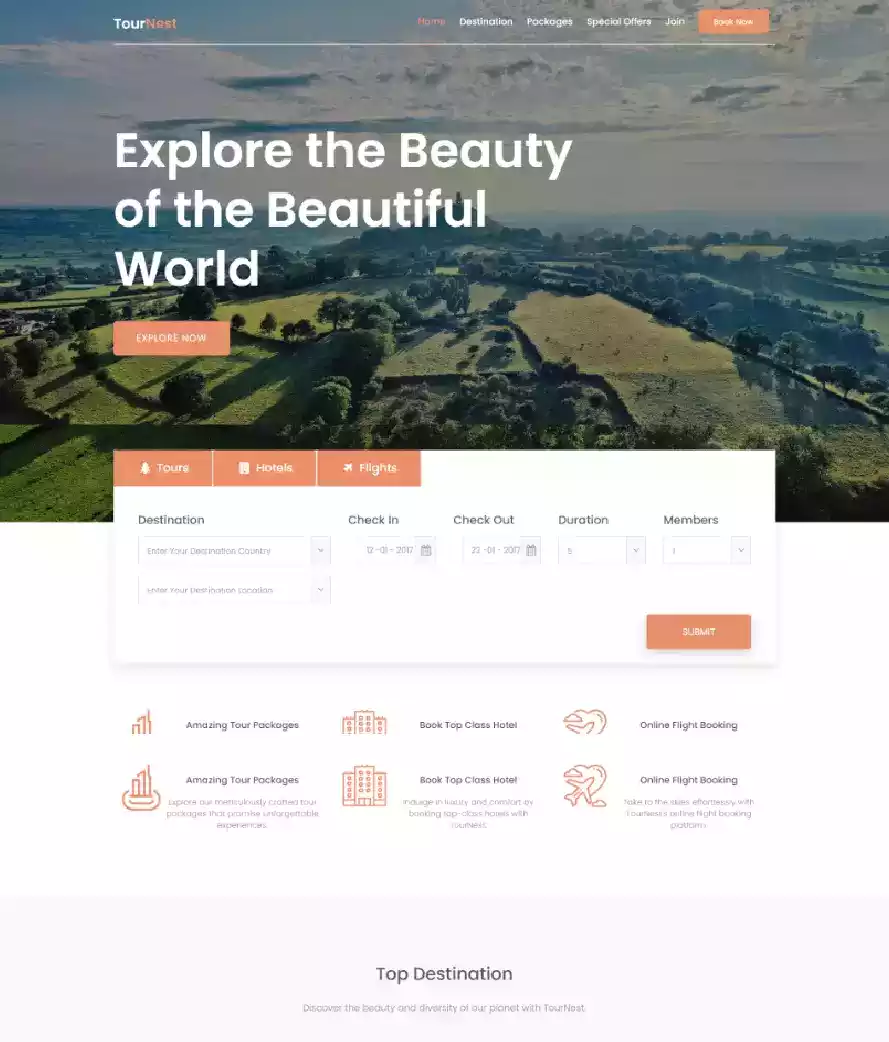 TourNest
Home Destination Packages Special Offers Join Book Now
Explore the Beauty
of the Beautiful
World
EXPLORE NOW
Tours Hotels Flights
Destination Check In Check Out Duration Members
Enter Your Destination Country 12 -01 - 2017 22 -01 - 2017 5 1
Enter Your Destination Location
SUBMIT
Amazing Tour Packages Book Top Class Hotel Online Flight Booking
Amazing Tour Packages
Explore our meticulously crafted tour
packages that promise unforgettable
experiences.
Book Top Class Hotel
Indulge in luxury and comfort by
booking top-class hotels with
TourNest.
Online Flight Booking
Take to the skies effortlessly with
TourNests online flight booking
platform.
Top Destination
Discover the beauty and diversity of our planet with TourNest